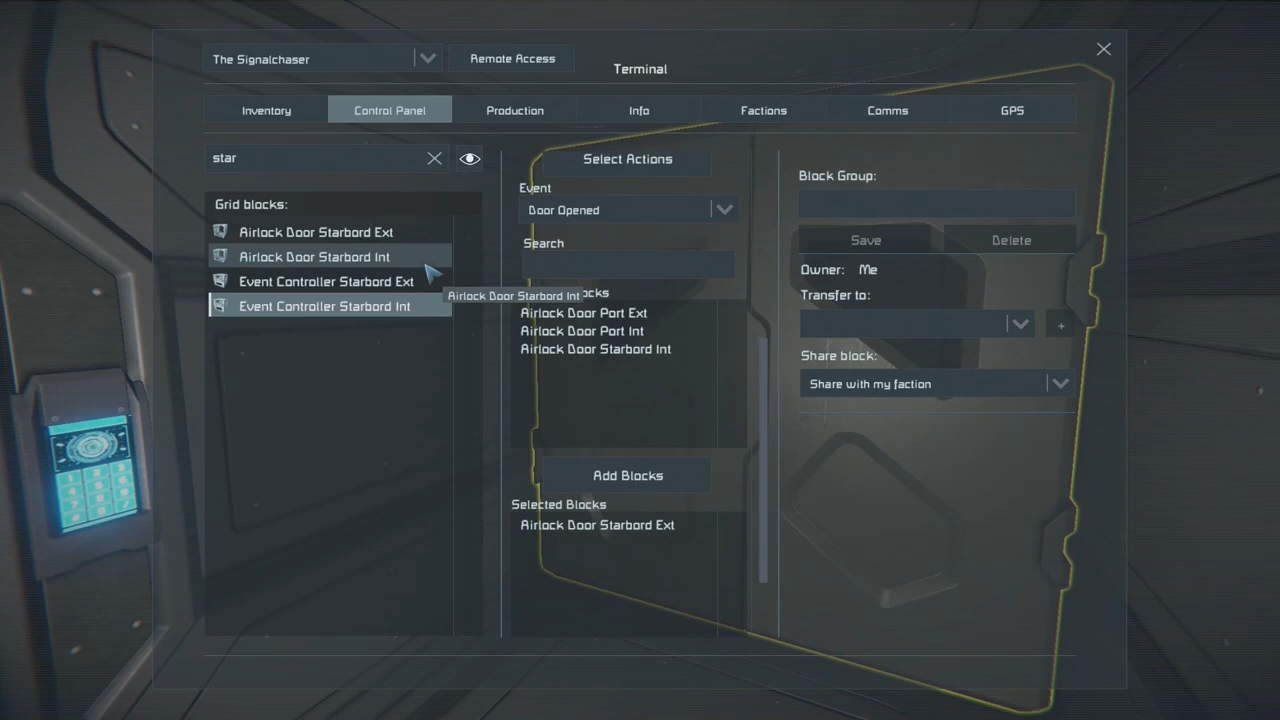 The Signalchaser
Remote Access
Terminal
Inventory
Control Panel
Production
Info
Factions
Comms
GPS
star
Grid blocks:
Airlock Door Starbord Ext
Airlock Door Starbord Int
Event Controller Starbord Ext
Event Controller Starbord Int
Airlock Door Starbord Int
Select Actions
Event
Door Opened
Search
Airlock Door Port Ext
Airlock Door Port Int
Airlock Door Starbord Int
Add Blocks
Selected Blocks
Airlock Door Starbord Ext
Block Group:
Save
Delete
Owner: Me
Transfer to:
+
Share block:
Share with my faction